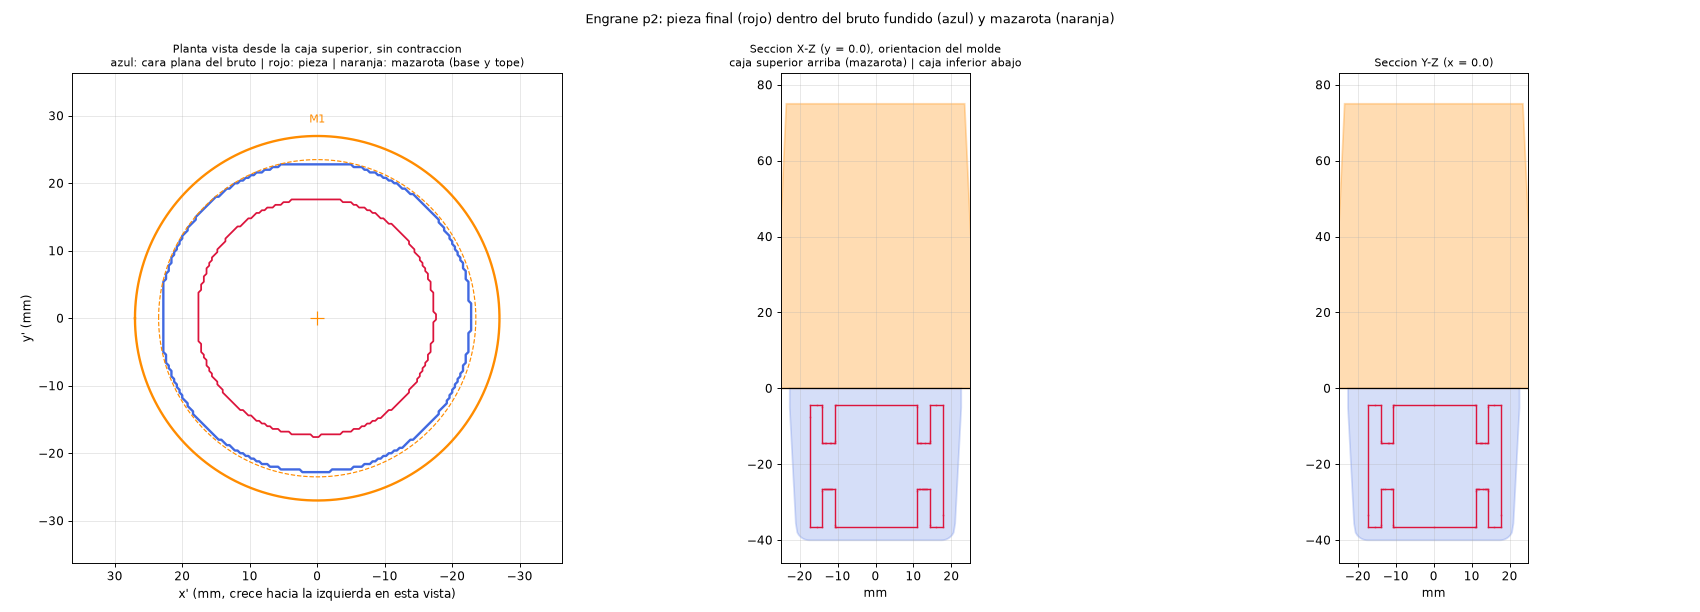 Engrane p2: pieza final (rojo) dentro del bruto fundido (azul) y mazarota (naranja)
Planta vista desde la caja superior, sin contraccion
azul: cara plana del bruto | rojo: pieza | naranja: mazarota (base y tope)
M1
30
20
10
0
−10
−20
−30
y' (mm)
30 20 10 0 −10 −20 −30
x' (mm, crece hacia la izquierda en esta vista)
Seccion X-Z (y = 0.0), orientacion del molde
caja superior arriba (mazarota) | caja inferior abajo
80
60
40
20
0
−20
−40
−20 −10 0 10 20
mm
Seccion Y-Z (x = 0.0)
80
60
40
20
0
−20
−40
−20 −10 0 10 20
mm